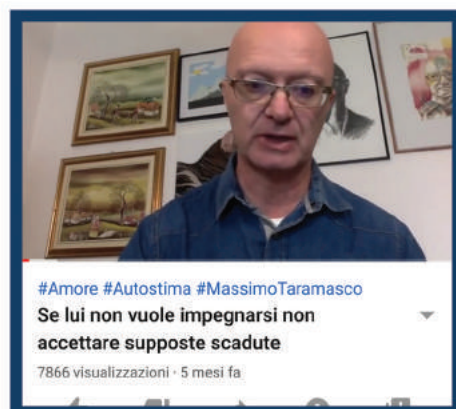 #Amore #Autostima #MassimoTaramasco
Se lui non vuole impegnarsi non
accettare supposte scadute
7866 visualizzazioni · 5 mesi fa